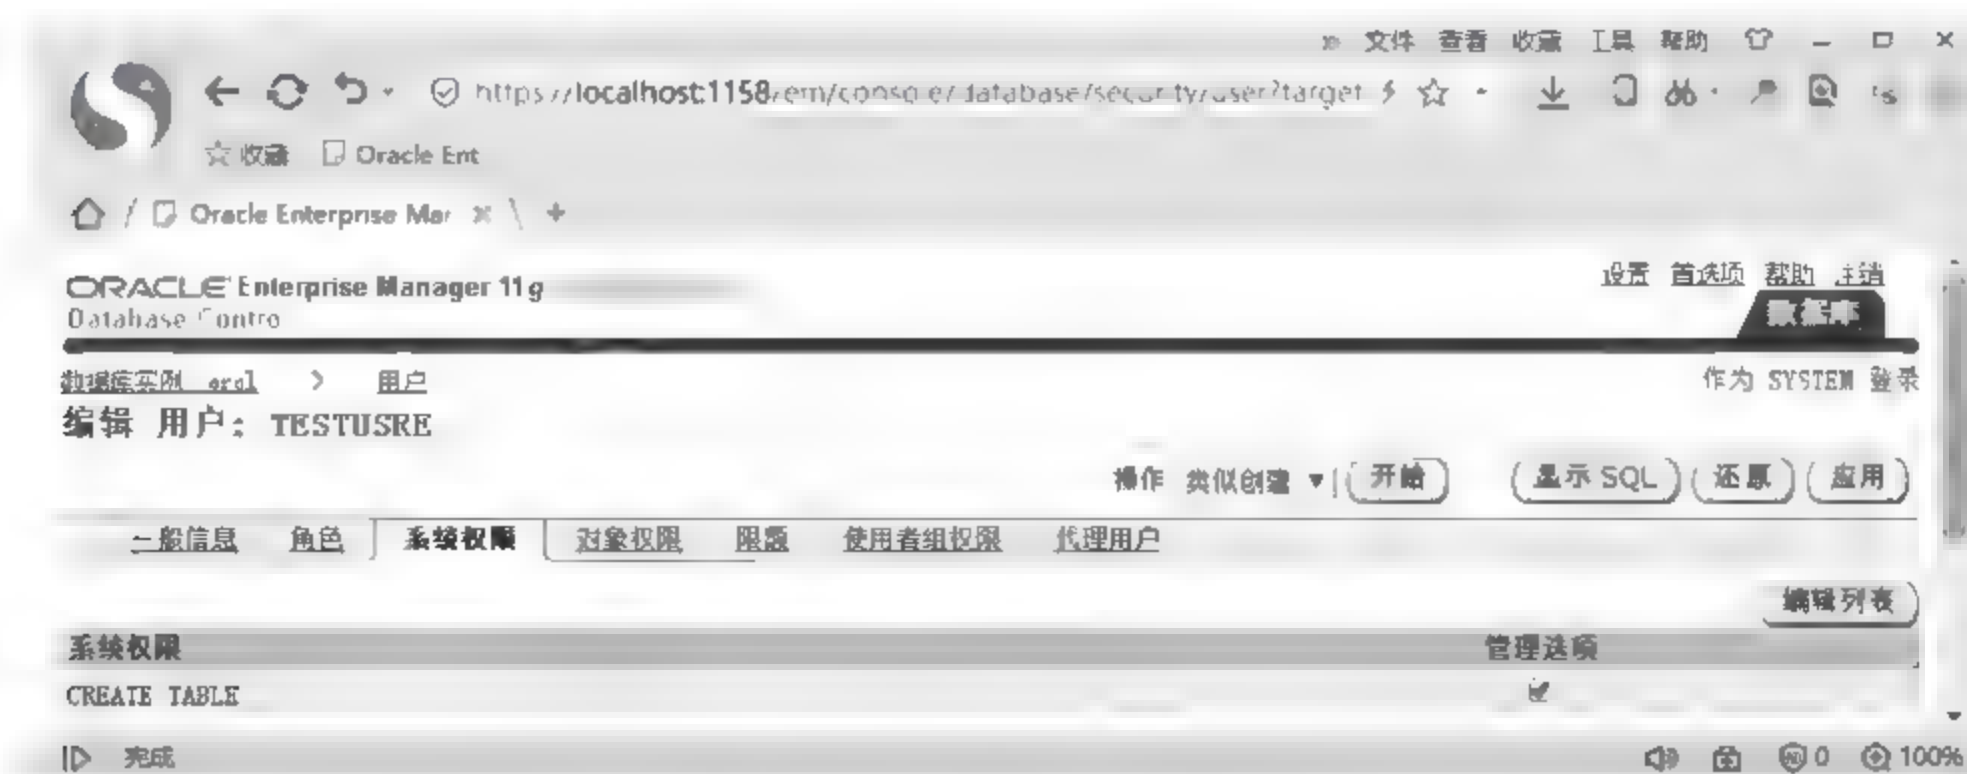 » 文件 查看 收藏 工具 帮助
https://localhost:1158/em/console/database/security/user?target
☆ 收藏 Oracle Ent
Oracle Enterprise Mar × +
ORACLE Enterprise Manager 11g
Database Contro
设置 首选项 帮助 注销
数据库
数据库实例 orcl > 用户
作为 SYSTEM 登录
编辑 用户: TESTUSRE
操作 类似创建 开始 显示 SQL 还原 应用
一般信息 角色 系统权限 对象权限 限额 使用者组权限 代理用户
编辑列表
系统权限 管理选项
CREATE TABLE
完成 0 100%